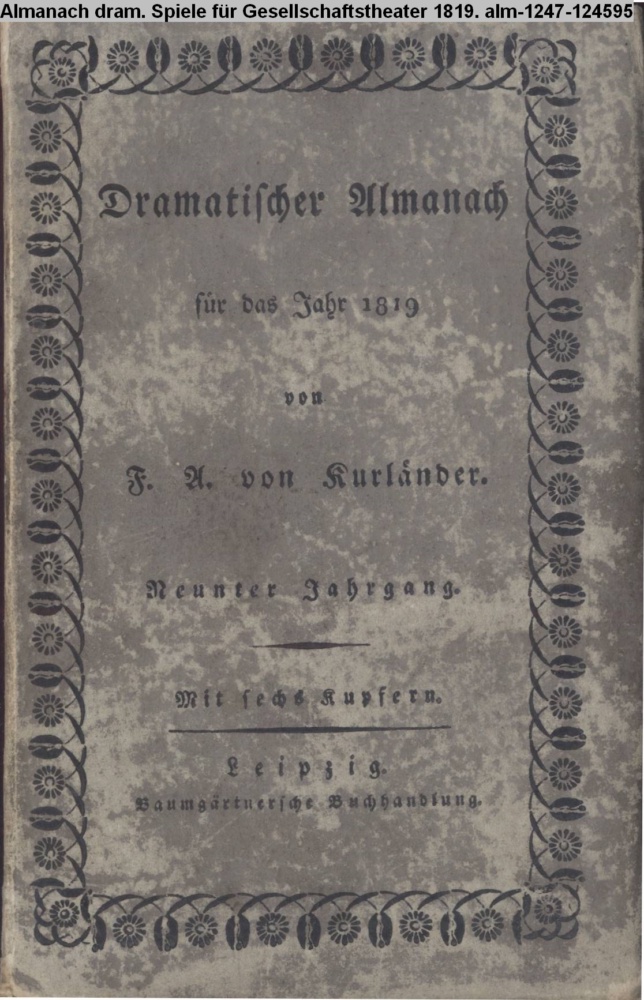 Almanach dram. Spiele für Gesellschaftstheater 1819. alm-1247-124595
Dramatiſcher Almanach
für das Jahr 1819
von
F. A. von Kurländer.
Neunter Jahrgang.
Mit ſechs Kupfern.
Leipzig.
Baumgärtnerſche Buchhandlung.